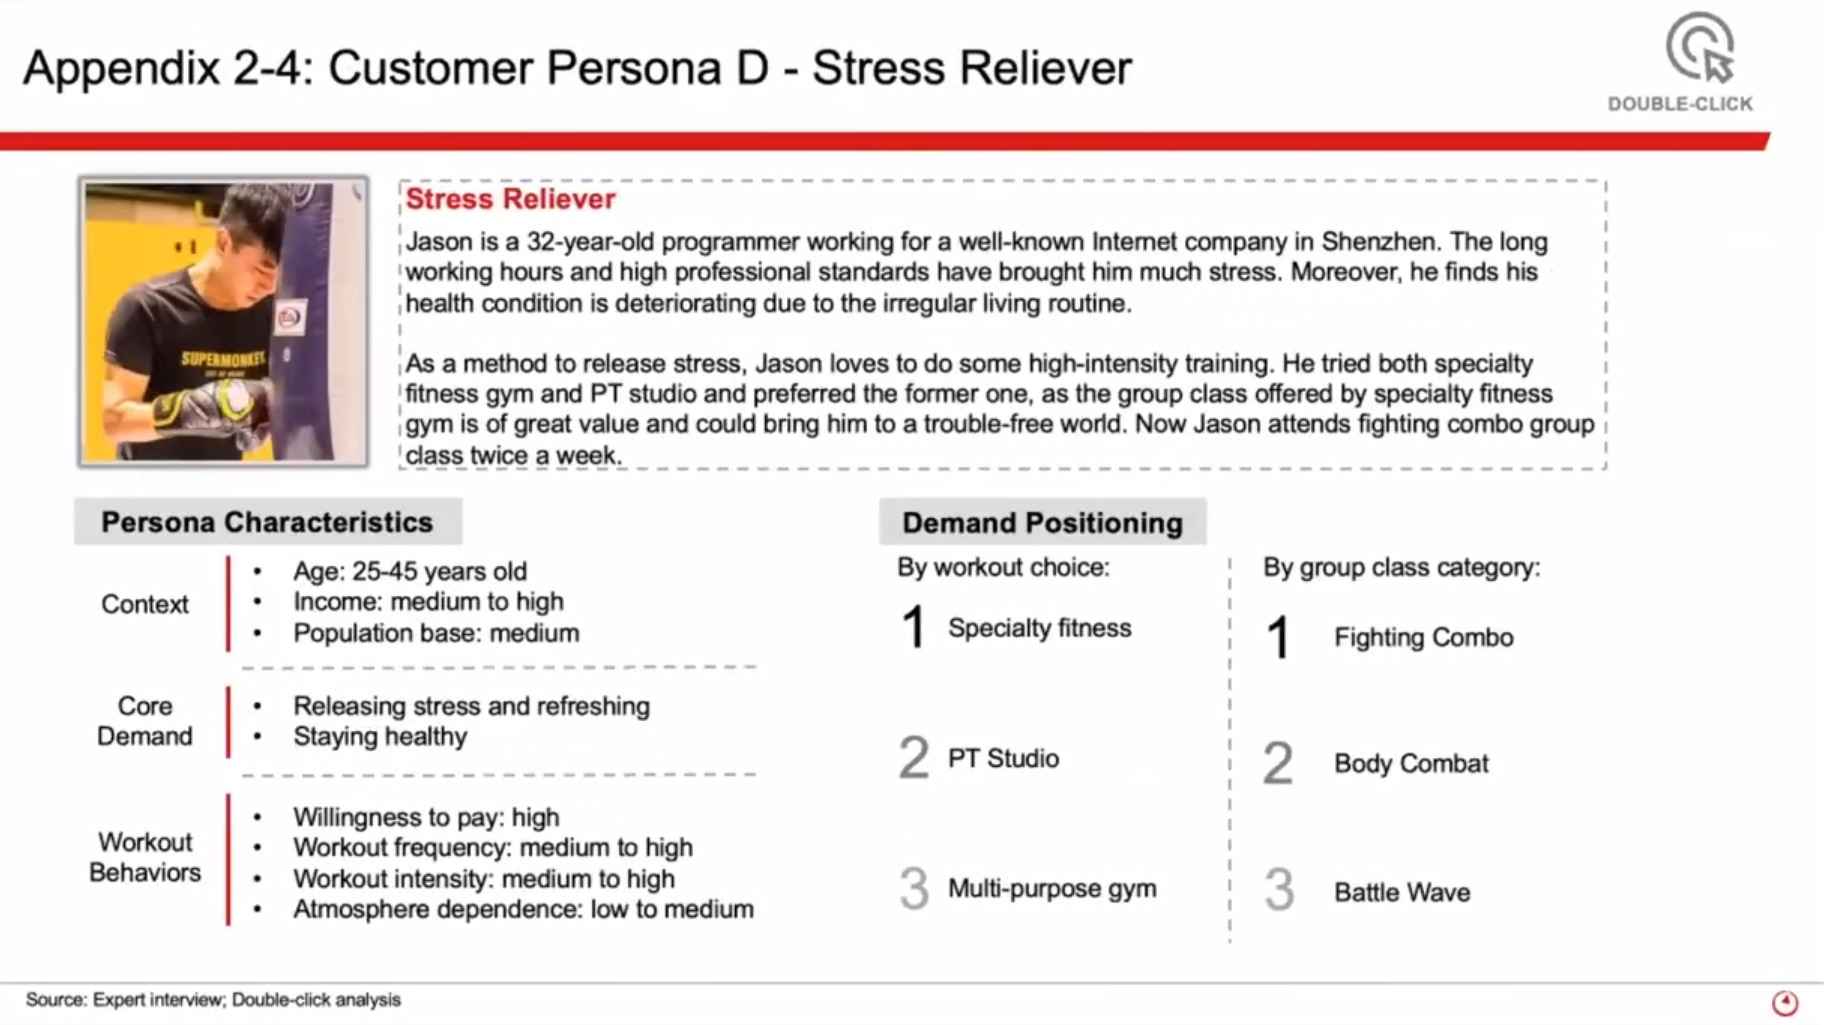 Appendix 2-4: Customer Persona D - Stress Reliever
DOUBLE-CLICK
SUPERMONKEY
Stress Reliever
Jason is a 32-year-old programmer working for a well-known Internet company in Shenzhen. The long
working hours and high professional standards have brought him much stress. Moreover, he finds his
health condition is deteriorating due to the irregular living routine.
As a method to release stress, Jason loves to do some high-intensity training. He tried both specialty
fitness gym and PT studio and preferred the former one, as the group class offered by specialty fitness
gym is of great value and could bring him to a trouble-free world. Now Jason attends fighting combo group
class twice a week.
Persona Characteristics
Context
• Age: 25-45 years old
• Income: medium to high
• Population base: medium
Core
Demand
• Releasing stress and refreshing
• Staying healthy
Workout
Behaviors
• Willingness to pay: high
• Workout frequency: medium to high
• Workout intensity: medium to high
• Atmosphere dependence: low to medium
Demand Positioning
By workout choice:
1 Specialty fitness
2 PT Studio
3 Multi-purpose gym
By group class category:
1 Fighting Combo
2 Body Combat
3 Battle Wave
Source: Expert interview; Double-click analysis